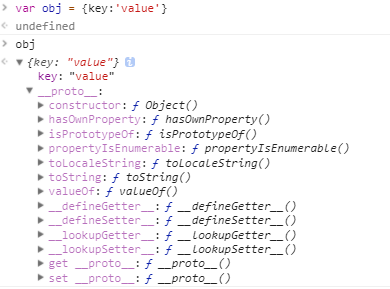 > var obj = {key:'value'}
< undefined
> obj
< ▼ {key: "value"} i
key: "value"
▼ __proto__:
▶ constructor: ƒ Object()
▶ hasOwnProperty: ƒ hasOwnProperty()
▶ isPrototypeOf: ƒ isPrototypeOf()
▶ propertyIsEnumerable: ƒ propertyIsEnumerable()
▶ toLocaleString: ƒ toLocaleString()
▶ toString: ƒ toString()
▶ valueOf: ƒ valueOf()
▶ __defineGetter__: ƒ __defineGetter__()
▶ __defineSetter__: ƒ __defineSetter__()
▶ __lookupGetter__: ƒ __lookupGetter__()
▶ __lookupSetter__: ƒ __lookupSetter__()
▶ get __proto__: ƒ __proto__()
▶ set __proto__: ƒ __proto__()